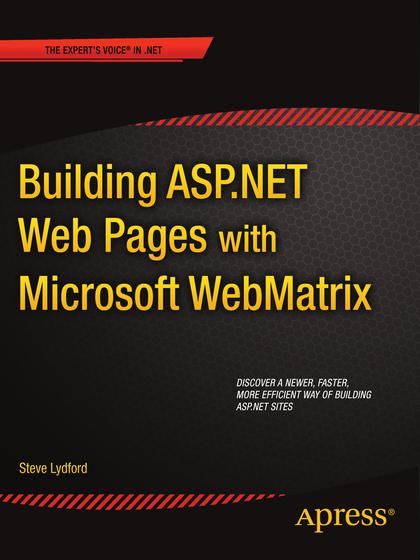 THE EXPERT'S VOICE® IN .NET
Building ASP.NET
Web Pages with
Microsoft WebMatrix
DISCOVER A NEWER, FASTER,
MORE EFFICIENT WAY OF BUILDING
ASP.NET SITES
Steve Lydford
Apress®